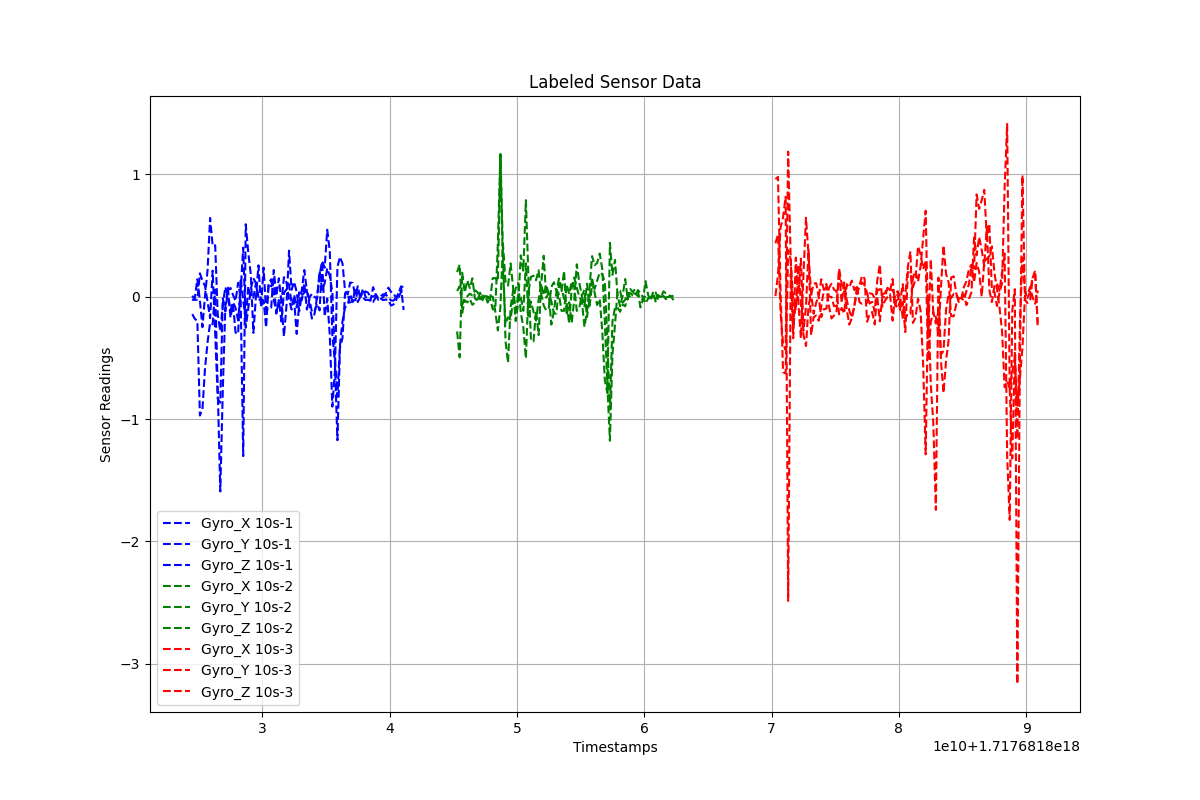 Labeled Sensor Data
Sensor Readings
1
0
−1
−2
−3
Gyro_X 10s-1
Gyro_Y 10s-1
Gyro_Z 10s-1
Gyro_X 10s-2
Gyro_Y 10s-2
Gyro_Z 10s-2
Gyro_X 10s-3
Gyro_Y 10s-3
Gyro_Z 10s-3
3 4 5 6 7 8 9
Timestamps
1e10+1.7176818e18